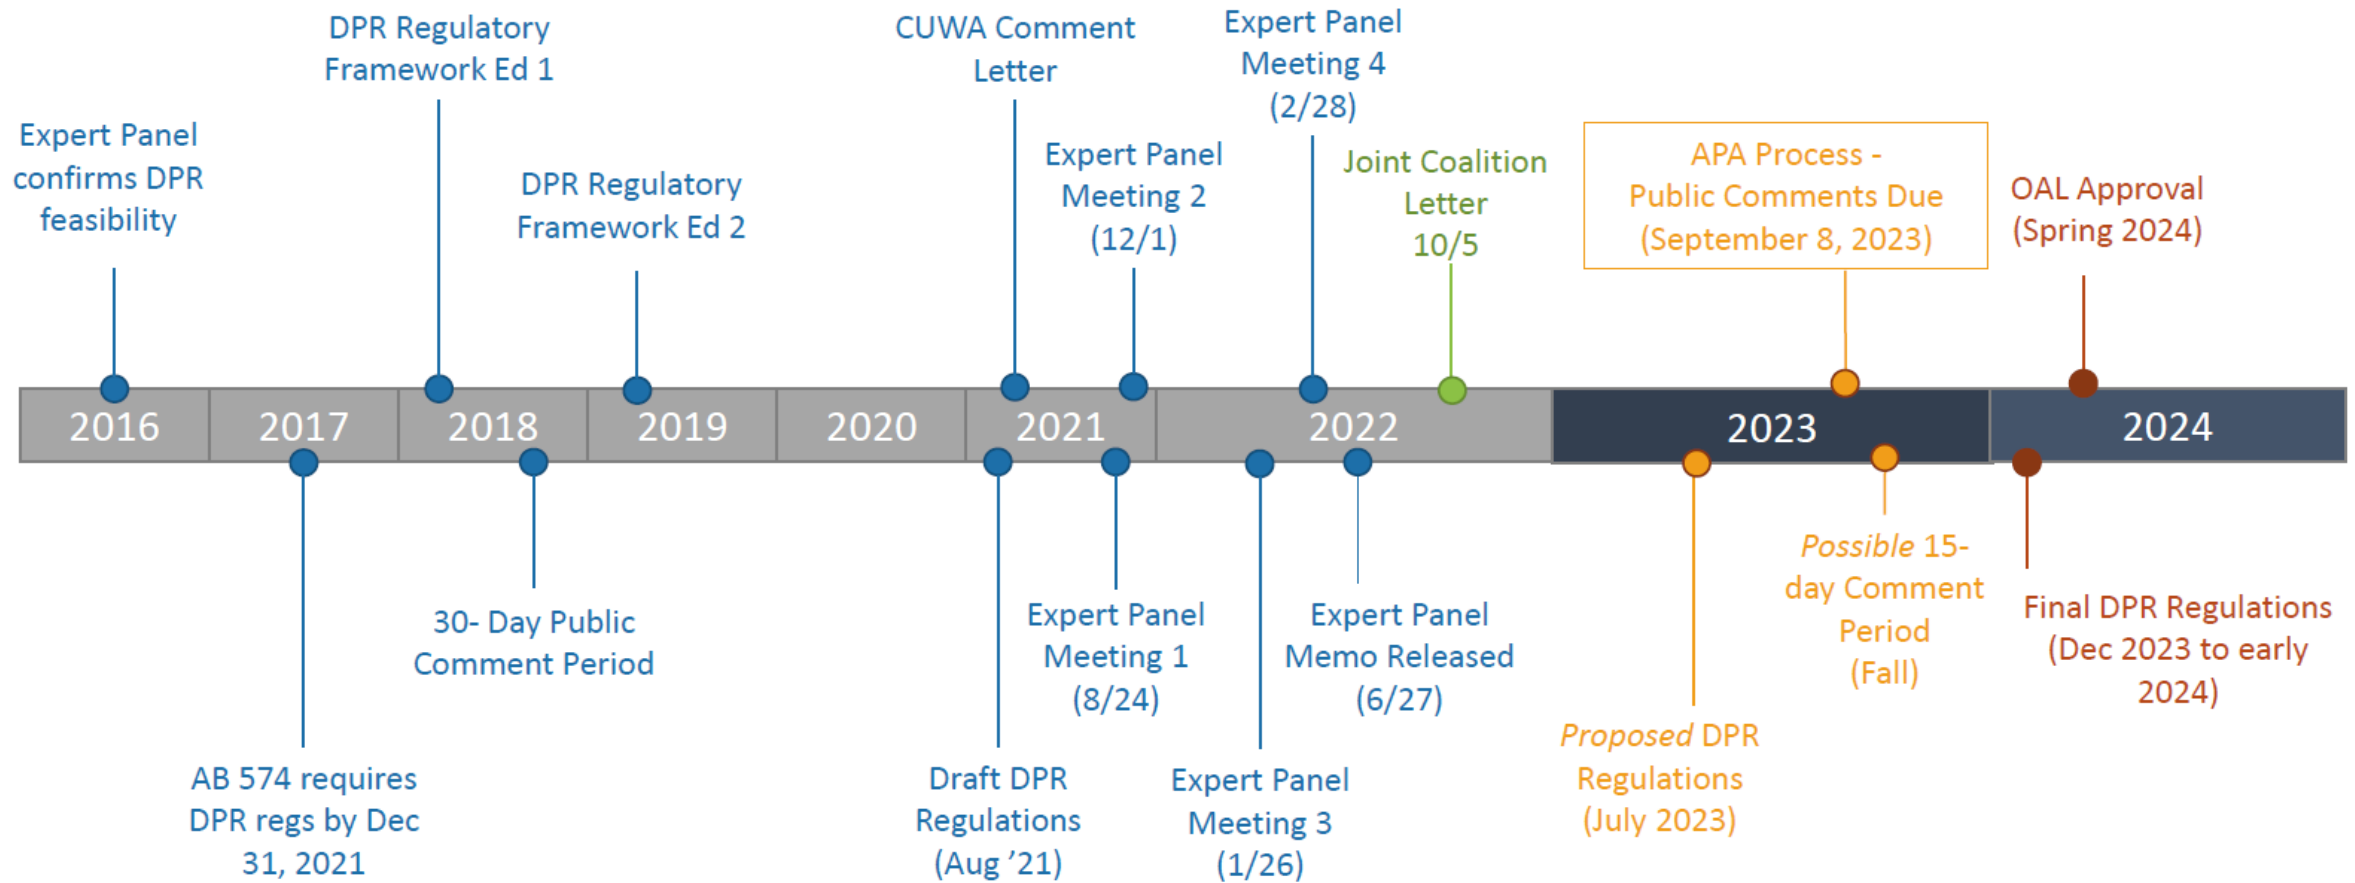 DPR Regulatory
Framework Ed 1
CUWA Comment
Letter
Expert Panel
Meeting 4
(2/28)
Expert Panel
confirms DPR
feasibility
DPR Regulatory
Framework Ed 2
Expert Panel
Meeting 2
(12/1)
Joint Coalition
Letter
10/5
APA Process -
Public Comments Due
(September 8, 2023)
OAL Approval
(Spring 2024)
2016
2017
2018
2019
2020
2021
2022
2023
2024
AB 574 requires
DPR regs by Dec
31, 2021
30- Day Public
Comment Period
Draft DPR
Regulations
(Aug ’21)
Expert Panel
Meeting 1
(8/24)
Expert Panel
Meeting 3
(1/26)
Expert Panel
Memo Released
(6/27)
Proposed DPR
Regulations
(July 2023)
Possible 15-
day Comment
Period
(Fall)
Final DPR Regulations
(Dec 2023 to early
2024)